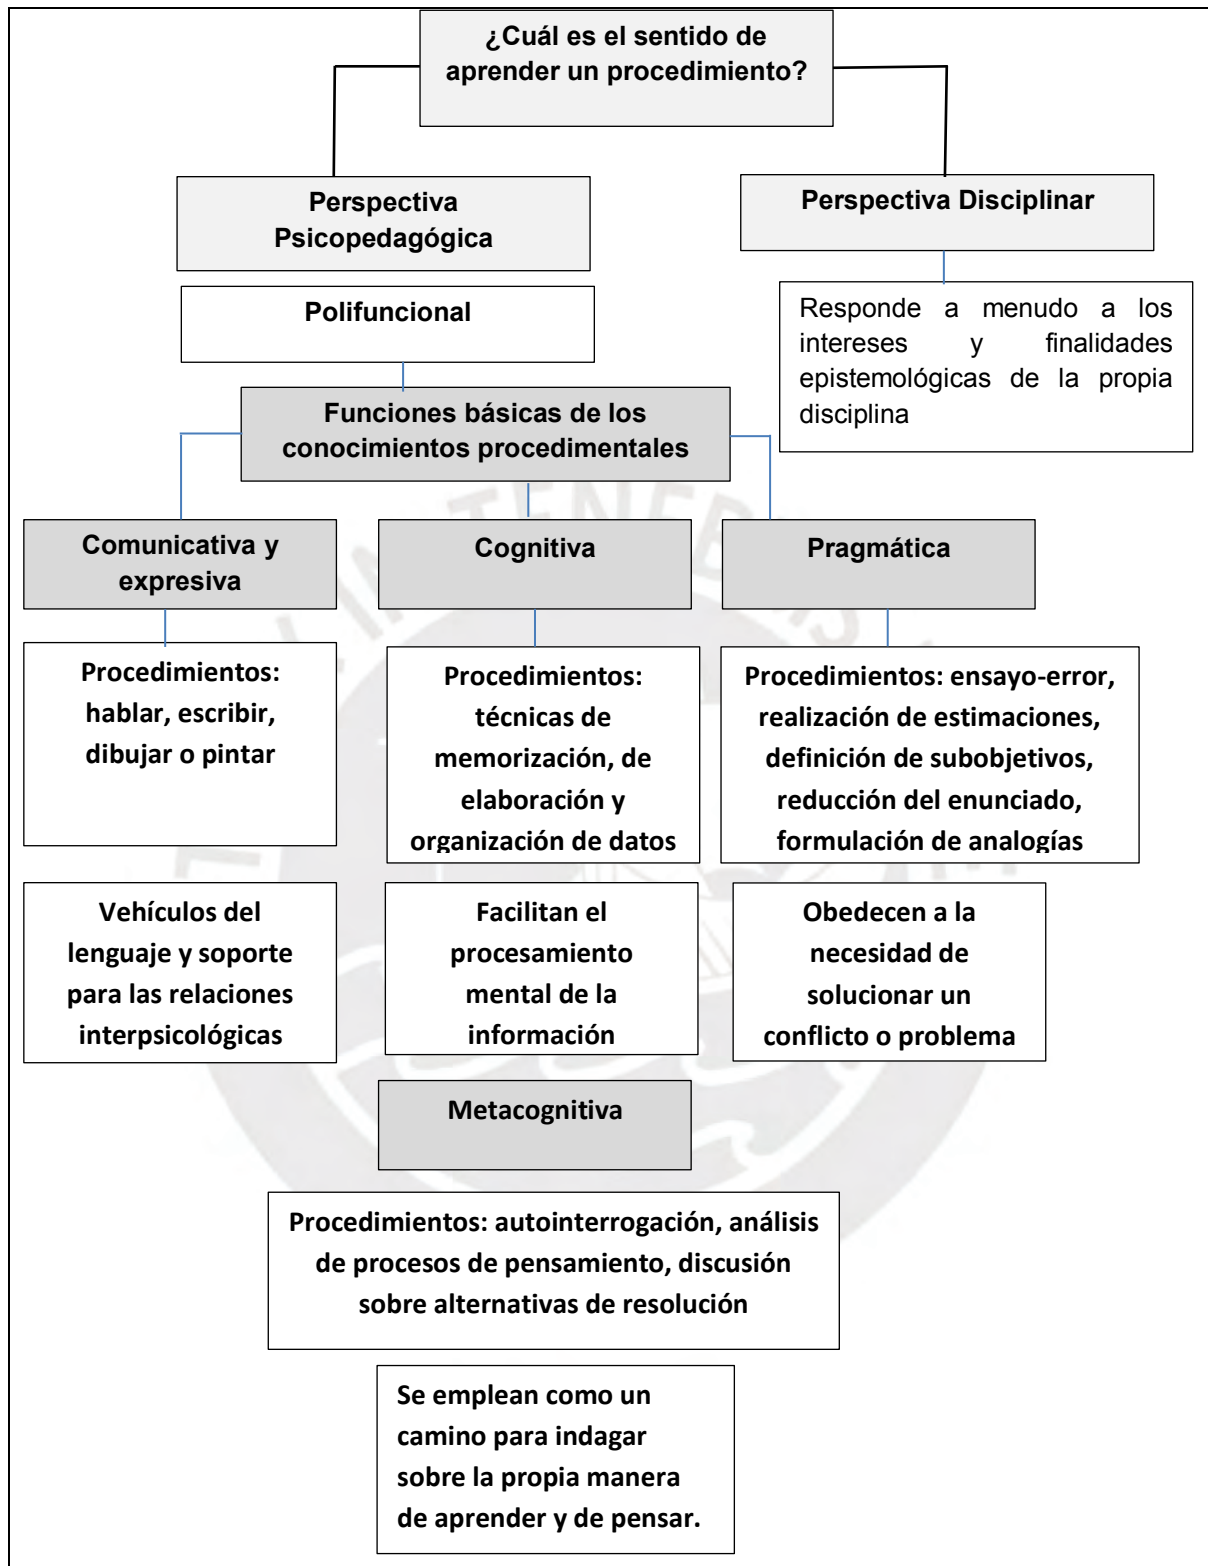 ¿Cuál es el sentido de
aprender un procedimiento?
Perspectiva
Psicopedagógica
Perspectiva Disciplinar
Polifuncional
Responde a menudo a los
intereses y finalidades
epistemológicas de la propia
disciplina
Funciones básicas de los
conocimientos procedimentales
Comunicativa y
expresiva
Cognitiva
Pragmática
Procedimientos:
hablar, escribir,
dibujar o pintar
Procedimientos:
técnicas de
memorización, de
elaboración y
organización de datos
Procedimientos: ensayo-error,
realización de estimaciones,
definición de subobjetivos,
reducción del enunciado,
formulación de analogías
Vehículos del
lenguaje y soporte
para las relaciones
interpsicológicas
Facilitan el
procesamiento
mental de la
información
Obedecen a la
necesidad de
solucionar un
conflicto o problema
Metacognitiva
Procedimientos: autointerrogación, análisis
de procesos de pensamiento, discusión
sobre alternativas de resolución
Se emplean como un
camino para indagar
sobre la propia manera
de aprender y de pensar.